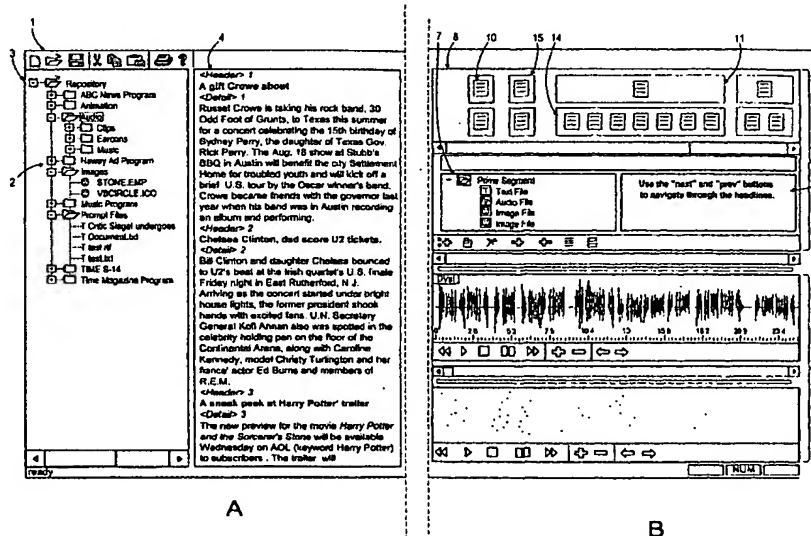 1
3
4
7
8
10
15
14
11
2
Repository
ABC News Program
Animation
Audio
Clips
Earcons
Music
Nawary Ad Program
Images
STONE.EMP
VBCIRCLE.ICO
Music Program
Prompt Files
T Critic Siegel undergoes
T Document.txt
T test rtf
T test.txt
TIME 8-14
Time Magazine Program
ready
<Header> 1
A gift Crowe about
<Detail> 1
Russel Crowe is taking his rock band, 30
Odd Foot of Grunts, to Texas this summer
for a concert celebrating the 15th birthday of
Sydney Perry, the daughter of Texas Gov.
Rick Perry. The Aug. 18 show at Stubb's
BBQ in Austin will benefit the city Settlement
Home for troubled youth and will kick off a
brief U.S. tour by the Oscar winner's band.
Crowe became friends with the governor last
year when his band was in Austin recording
an album and performing.
<Header> 2
Chelsea Clinton, dad score U2 tickets.
<Detail> 2
Bill Clinton and daughter Chelsea bounced
to U2's beat at the Irish quartet's U.S. finale
Friday night in East Rutherford, N.J.
Arriving as the concert started under bright
house lights, the former president shook
hands with excited fans. U.N. Secretary
General Kofi Annan also was spotted in the
celebrity holding pan on the floor of the
Continental Arena, along with Caroline
Kennedy, model Christy Turlington and her
fiance' actor Ed Burns and members of
R.E.M.
<Header> 3
A sneak peek at Harry Potter' trailer
<Detail> 3
The new preview for the movie Harry Potter
and the Sorcerer's Stone will be available
Wednesday on AOL (keyword Harry Potter)
to subscribers . The trailer will
Prime Segment
Text File
Audio File
Image File
Image File
Use the "next" and "prev" buttons
to navigate through the headlines.
0 26 53 79 104 13 158 182 209 234
NUM
A
B